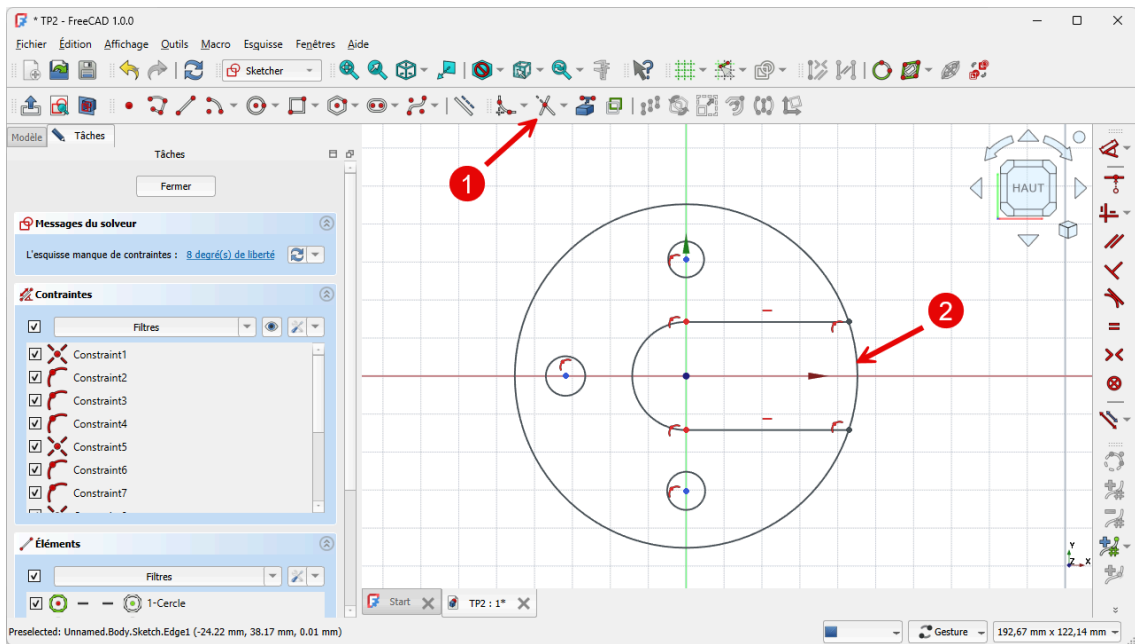 * TP2 - FreeCAD 1.0.0
Fichier Édition Affichage Outils Macro Esquisse Fenêtres Aide
Sketcher
Modèle Tâches
Tâches
Fermer
Messages du solveur
L'esquisse manque de contraintes : 8 degré(s) de liberté
Contraintes
Filtres
Constraint1
Constraint2
Constraint3
Constraint4
Constraint5
Constraint6
Constraint7
Éléments
Filtres
1-Cercle
1
2
HAUT
Y
Z X
Start TP2 : 1*
Preselected: Unnamed.Body.Sketch.Edge1 (-24.22 mm, 38.17 mm, 0.01 mm)
Gesture 192,67 mm x 122,14 mm